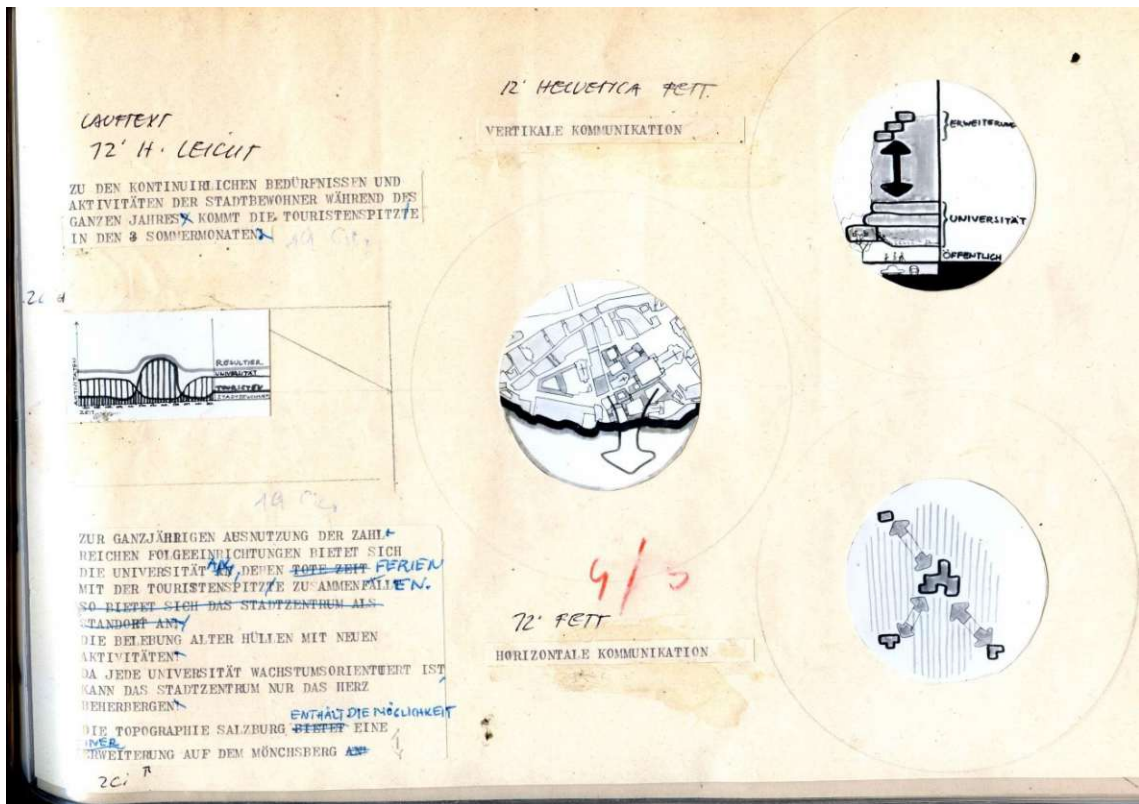 LAUFTEXT
12' H. LEICHT
ZU DEN KONTINUIRLICHEN BEDÜRFNISSEN UND
AKTIVITÄTEN DER STADTBEWOHNER WÄHREND DES
GANZEN JAHRES KOMMT DIE TOURISTENSPITZE
IN DEN 3 SOMMERMONATEN
AKTIVITÄTEN
RESULTIER
UNIVERSITÄT
TOURISTEN
STADTBEWOHNER
ZEIT
ZUR GANZJÄHRIGEN AUSNUTZUNG DER ZAHL
REICHEN FOLGEEINRICHTUNGEN BIETET SICH
DIE UNIVERSITÄT AN, DEREN TOTE ZEIT FERIEN
MIT DER TOURISTENSPITZE ZUSAMMENFALLEN.
SO BIETET SICH DAS STADTZENTRUM ALS
STANDORT AN
DIE BELEBUNG ALTER HÜLLEN MIT NEUEN
AKTIVITÄTEN
DA JEDE UNIVERSITÄT WACHSTUMSORIENTIERT IST,
KANN DAS STADTZENTRUM NUR DAS HERZ
BEHERBERGEN
ENTHÄLT DIE MÖGLICHKEIT
DIE TOPOGRAPHIE SALZBURG BIETET EINE
EINER
ERWEITERUNG AUF DEM MÖNCHSBERG AN
2Ci
12' HELVETICA FETT.
VERTIKALE KOMMUNIKATION
4/5
12' FETT
HORIZONTALE KOMMUNIKATION
ERWEITERUNG
UNIVERSITÄT
ÖFFENTLICH